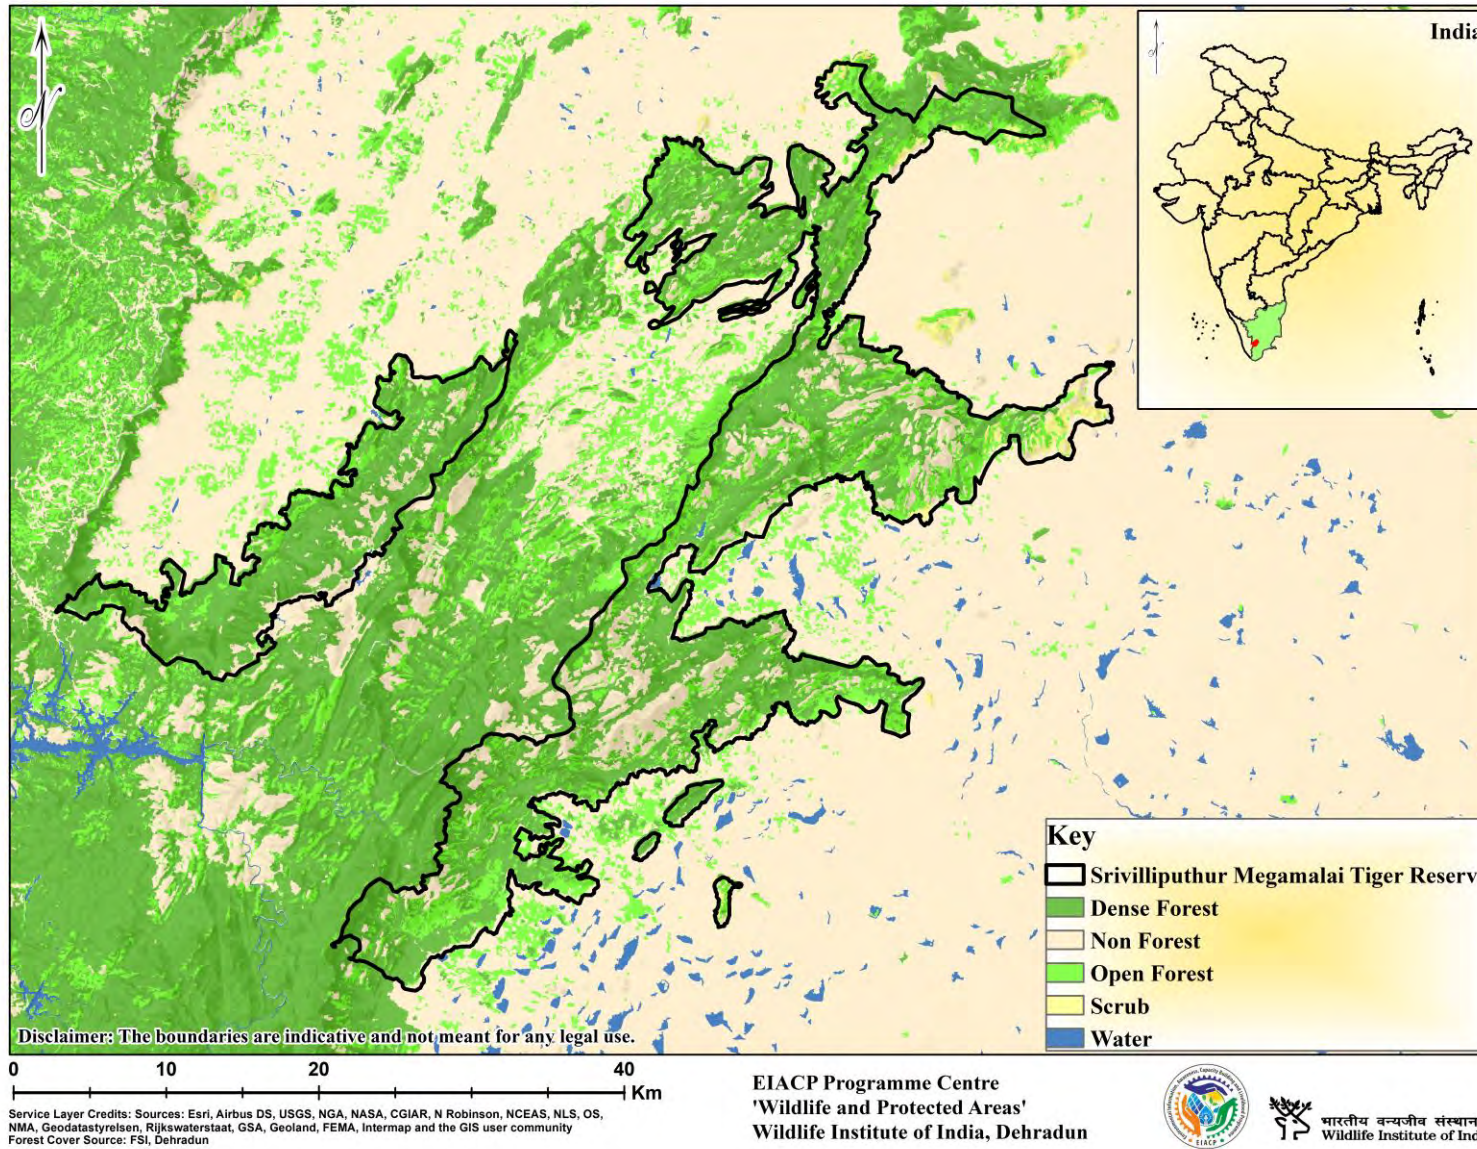 India
N
N
Key
Srivilliputhur Megamalai Tiger Reserv
Dense Forest
Non Forest
Open Forest
Scrub
Water
Disclaimer: The boundaries are indicative and not meant for any legal use.
0 10 20 40
Km
Service Layer Credits: Sources: Esri, Airbus DS, USGS, NGA, NASA, CGIAR, N Robinson, NCEAS, NLS, OS,
NMA, Geodatastyrelsen, Rijkswaterstaat, GSA, Geoland, FEMA, Intermap and the GIS user community
Forest Cover Source: FSI, Dehradun
EIACP Programme Centre
'Wildlife and Protected Areas'
Wildlife Institute of India, Dehradun
EIACP
भारतीय वन्यजीव संस्थान
Wildlife Institute of Ind